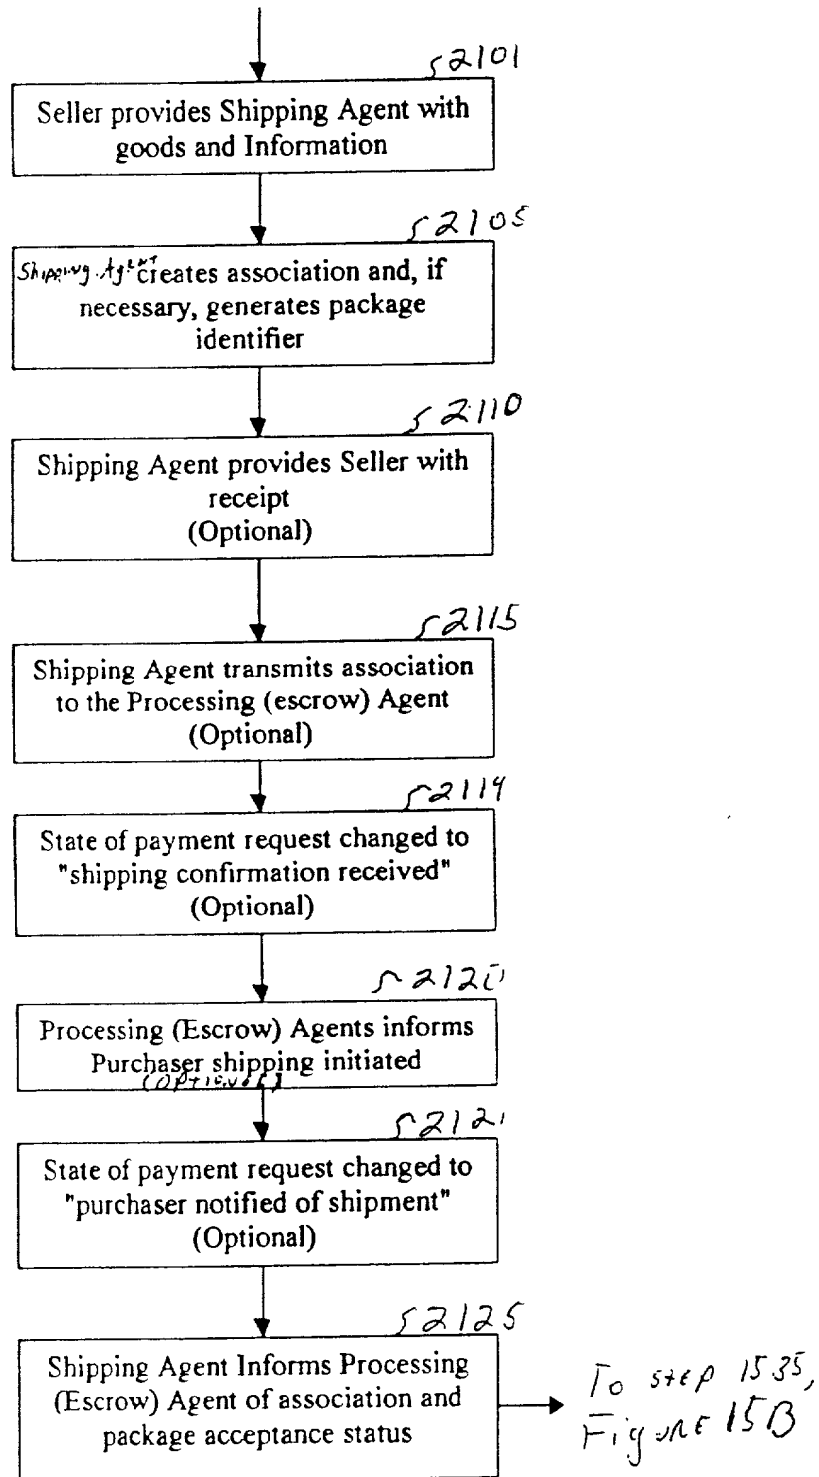 S2101
Seller provides Shipping Agent with
goods and Information
S2105
Shipping Agent creates association and, if
necessary, generates package
identifier
S2110
Shipping Agent provides Seller with
receipt
(Optional)
S2115
Shipping Agent transmits association
to the Processing (escrow) Agent
(Optional)
S2119
State of payment request changed to
"shipping confirmation received"
(Optional)
S2120
Processing (Escrow) Agents informs
Purchaser shipping initiated
(Optional)
S2121
State of payment request changed to
"purchaser notified of shipment"
(Optional)
S2125
Shipping Agent Informs Processing
(Escrow) Agent of association and
package acceptance status
To step 1535,
Figure 15B